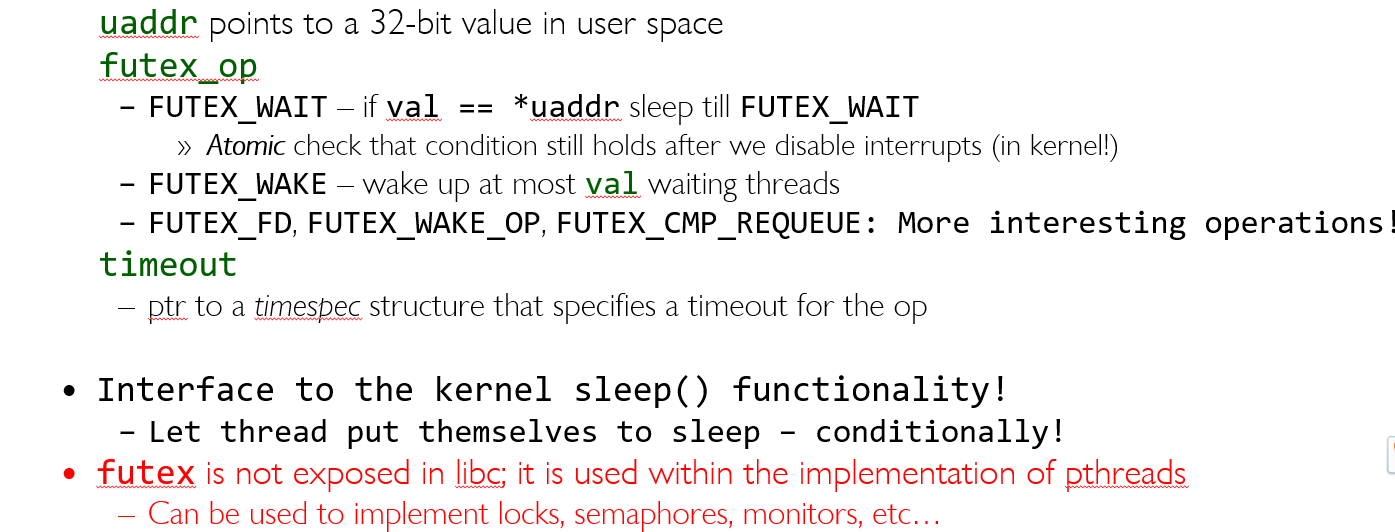 uaddr points to a 32-bit value in user space
futex_op
– FUTEX_WAIT – if val == *uaddr sleep till FUTEX_WAIT
» Atomic check that condition still holds after we disable interrupts (in kernel!)
– FUTEX_WAKE – wake up at most val waiting threads
– FUTEX_FD, FUTEX_WAKE_OP, FUTEX_CMP_REQUEUE: More interesting operations!
timeout
– ptr to a timespec structure that specifies a timeout for the op
• Interface to the kernel sleep() functionality!
– Let thread put themselves to sleep – conditionally!
• futex is not exposed in libc; it is used within the implementation of pthreads
– Can be used to implement locks, semaphores, monitors, etc…